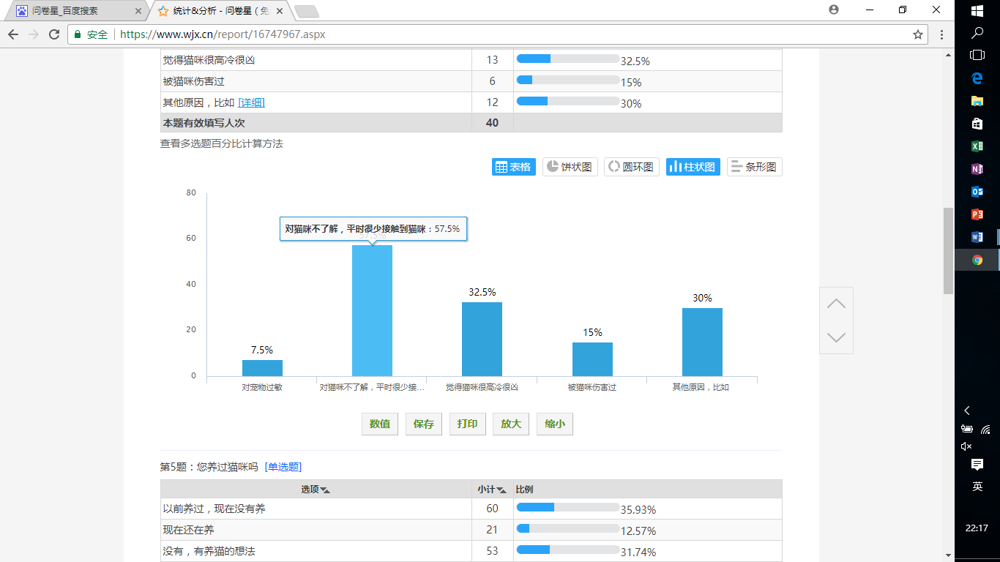 问卷星_百度搜索
统计&分析 - 问卷星（免
安全 https://www.wjx.cn/report/16747967.aspx
觉得猫咪很高冷很凶 13 32.5%
被猫咪伤害过 6 15%
其他原因，比如 [详细] 12 30%
本题有效填写人次 40
查看多选题百分比计算方法
表格 饼状图 圆环图 柱状图 条形图
80
60
40
20
0
对猫咪不了解，平时很少接触到猫咪：57.5%
57.5%
7.5%
32.5%
15%
30%
对宠物过敏 对猫咪不了解，平时很少接... 觉得猫咪很高冷很凶 被猫咪伤害过 其他原因，比如
数值 保存 打印 放大 缩小
第5题：您养过猫咪吗 [单选题]
选项 小计 比例
以前养过，现在没有养 60 35.93%
现在还在养 21 12.57%
没有，有养猫的想法 53 31.74%
英
22:17